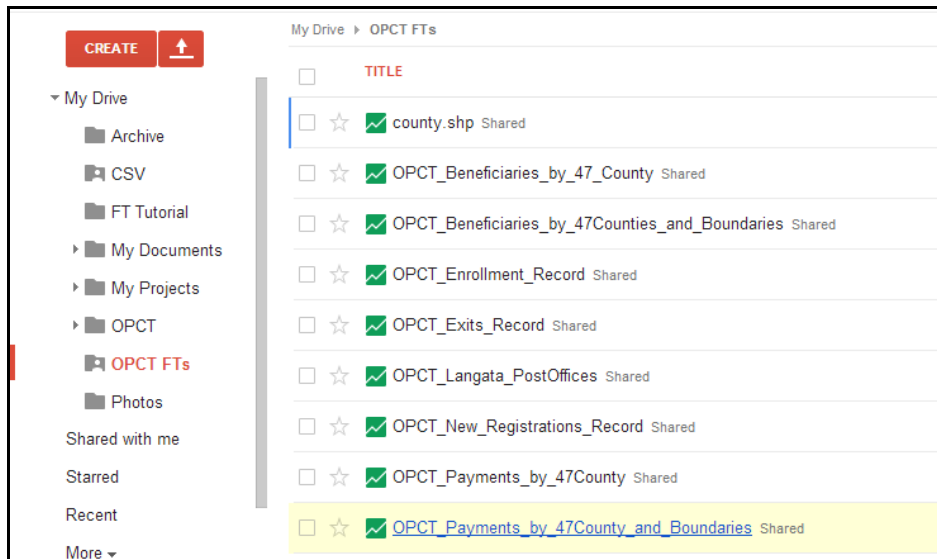 CREATE
My Drive
Archive
CSV
FT Tutorial
My Documents
My Projects
OPCT
OPCT FTs
Photos
Shared with me
Starred
Recent
More
My Drive OPCT FTs
TITLE
county.shp Shared
OPCT_Beneficiaries_by_47_County Shared
OPCT_Beneficiaries_by_47Counties_and_Boundaries Shared
OPCT_Enrollment_Record Shared
OPCT_Exits_Record Shared
OPCT_Langata_PostOffices Shared
OPCT_New_Registrations_Record Shared
OPCT_Payments_by_47County Shared
OPCT_Payments_by_47County_and_Boundaries Shared